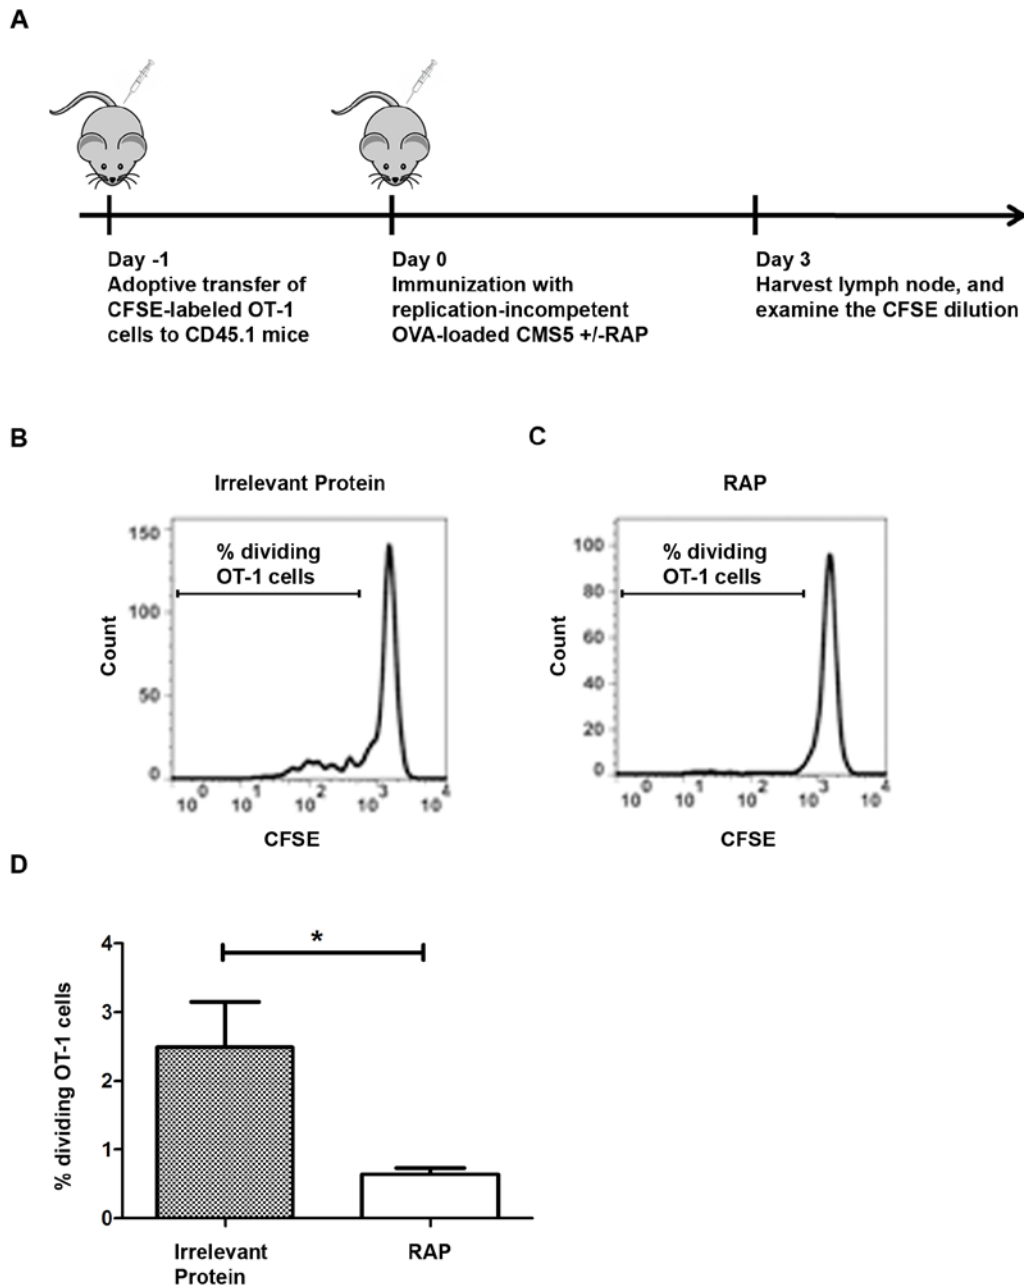 A
Day -1
Adoptive transfer of
CFSE-labeled OT-1
cells to CD45.1 mice
Day 0
Immunization with
replication-incompetent
OVA-loaded CMS5 +/-RAP
Day 3
Harvest lymph node, and
examine the CFSE dilution
B
Irrelevant Protein
% dividing
OT-1 cells
Count
150
100
50
0
10^0 10^1 10^2 10^3 10^4
CFSE
C
RAP
% dividing
OT-1 cells
Count
100
80
60
40
20
0
10^0 10^1 10^2 10^3 10^4
CFSE
D
*
% dividing OT-1 cells
4
3
2
1
0
Irrelevant
Protein
RAP